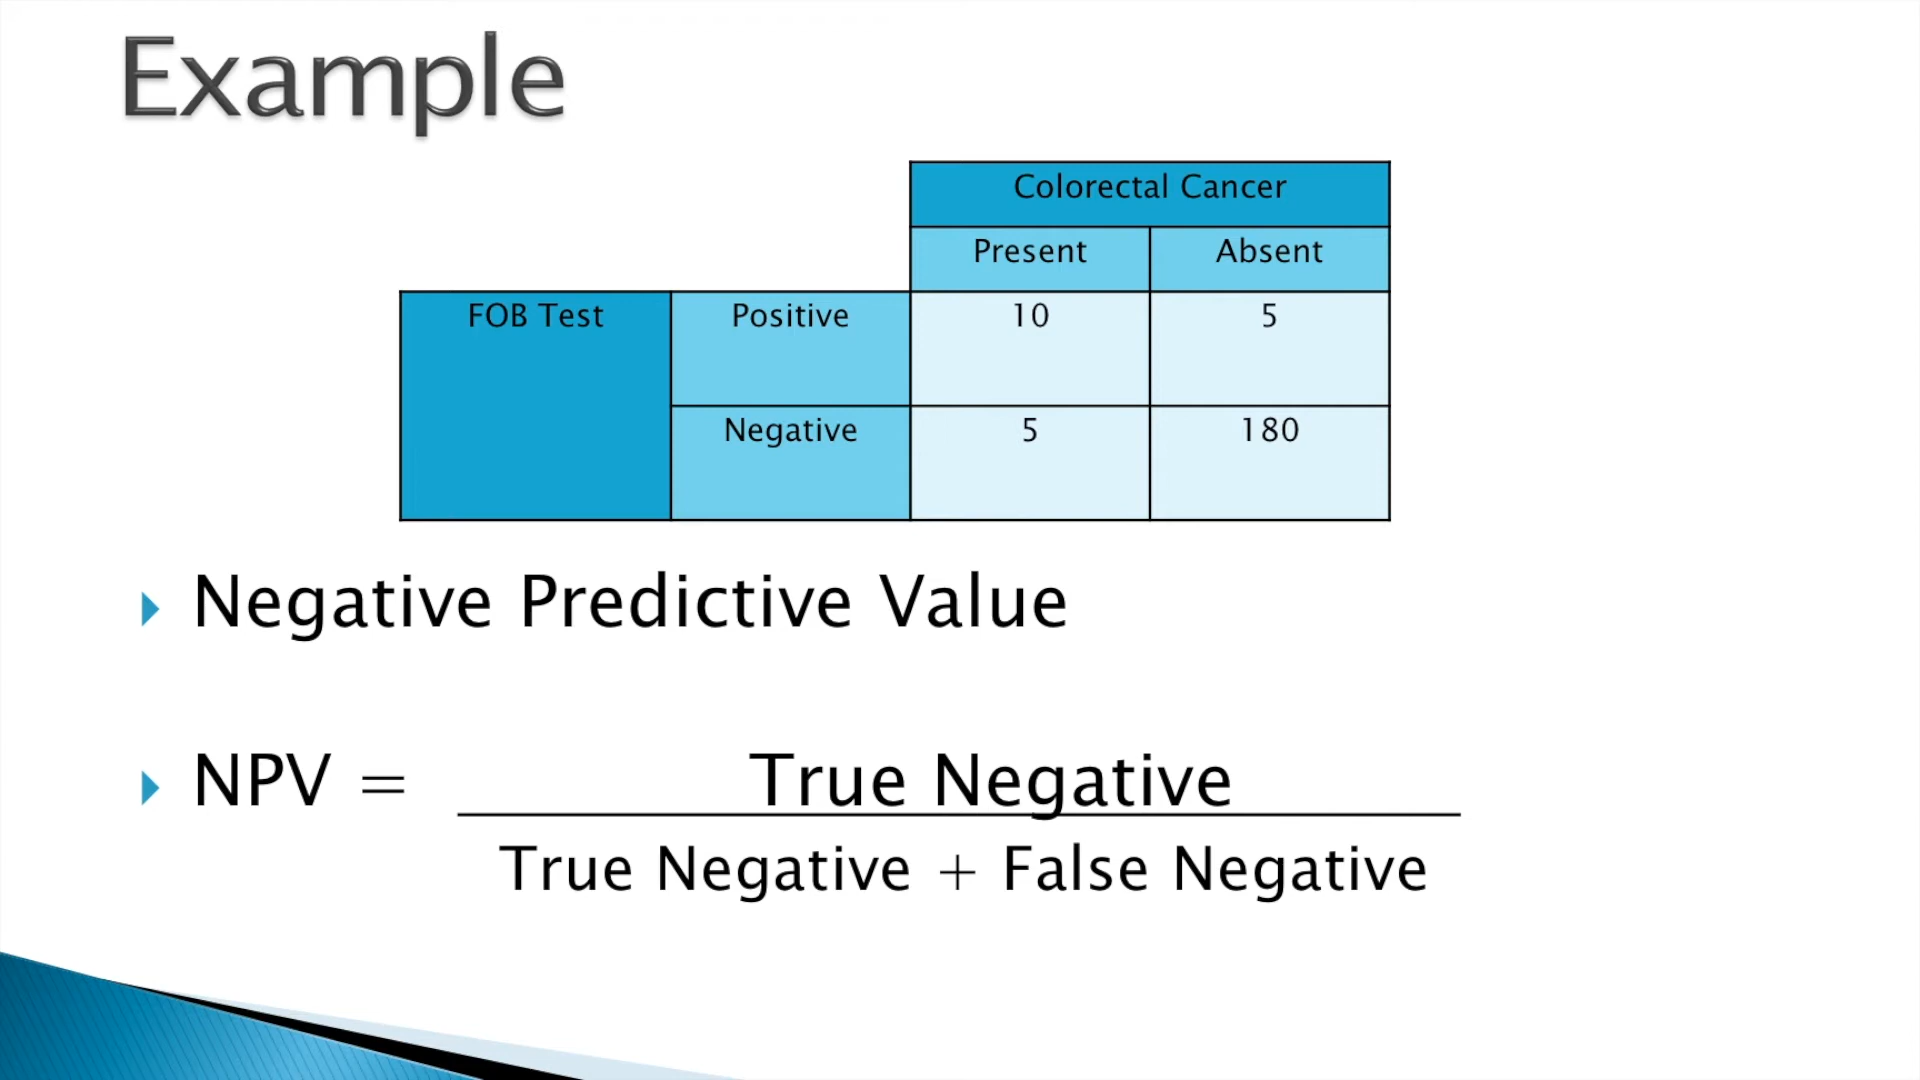 Example
Colorectal Cancer
Present Absent
FOB Test Positive 10 5
Negative 5 180
Negative Predictive Value
NPV = True Negative
True Negative + False Negative